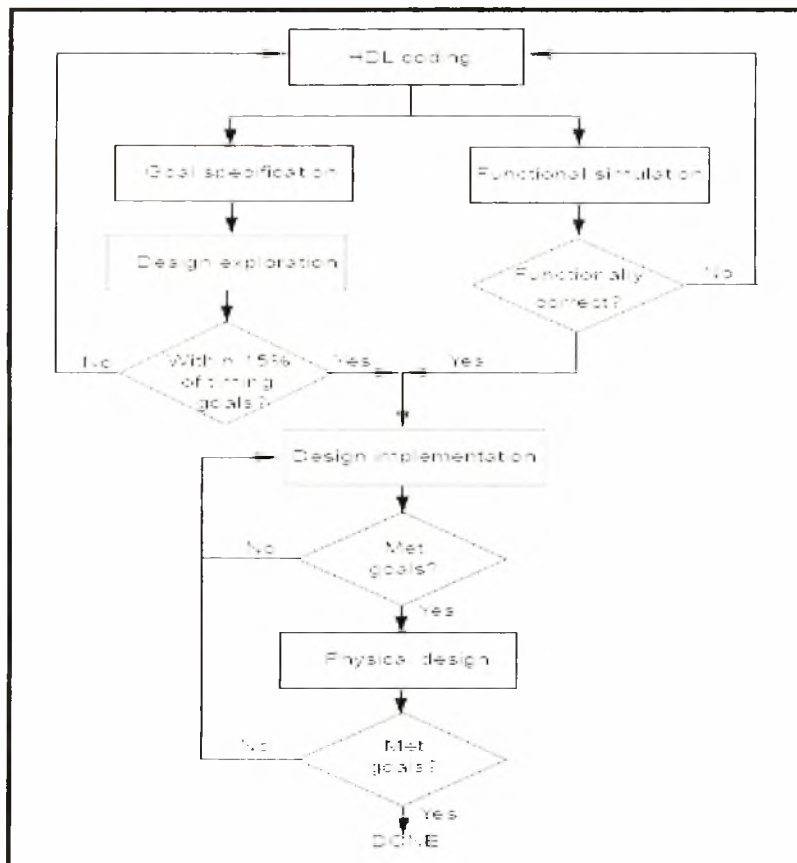 HDL coding
Goal specification
Functional simulation
Design exploration
Functionally
correct?
No
No
Within 15%
of timing
goals?
Yes
Yes
Design implementation
No
Met
goals?
Yes
Physical design
No
Met
goals?
Yes
DONE